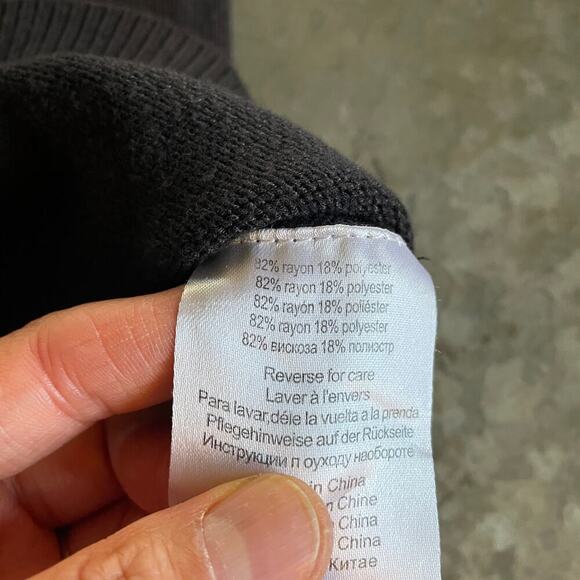 82% rayon 18% polyester
82% rayon 18% polyester
82% rayón 18% poliéster
82% rayon 18% polyester
82% вискоза 18% полиэстр
Reverse for care
Laver à l'envers
Para lavar,déle la vuelta a la prenda
Pflegehinweise auf der Rückseite
Инструкции п оуходу наобороте
in China
Chine
China
China
Китае